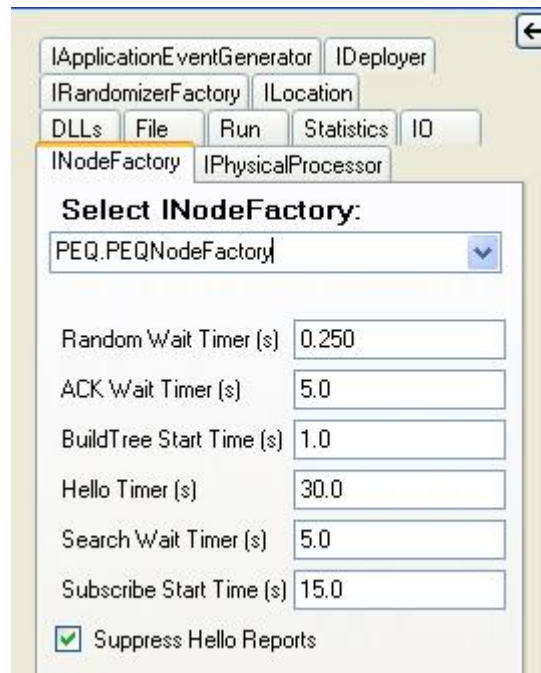 IApplicationEventGenerator IDeployer
IRandomizerFactory ILocation
DLLs File Run Statistics IO
INodeFactory IPhysicalProcessor
Select INodeFactory:
PEQ.PEQNodeFactory
Random Wait Timer (s) 0.250
ACK Wait Timer (s) 5.0
BuildTree Start Time (s) 1.0
Hello Timer (s) 30.0
Search Wait Timer (s) 5.0
Subscribe Start Time (s) 15.0
Suppress Hello Reports